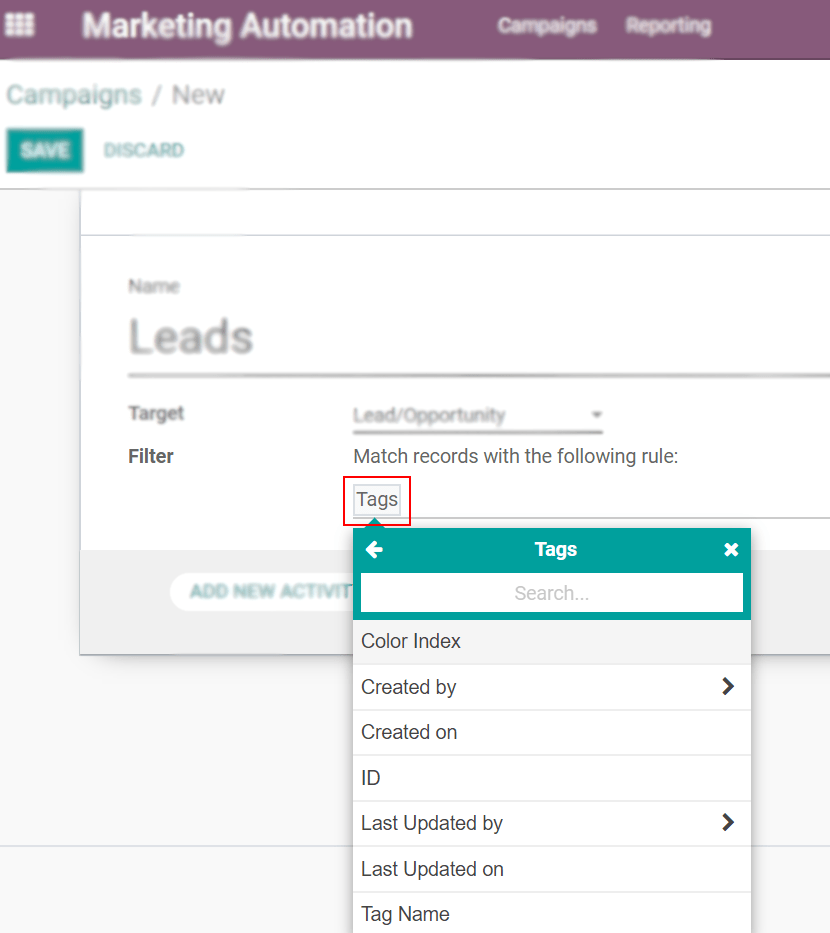 Marketing Automation Campaigns Reporting
Campaigns / New
SAVE DISCARD
Name
Leads
Target Lead/Opportunity
Filter Match records with the following rule:
Tags
Tags
ADD NEW ACTIVIT
Search...
Color Index
Created by
Created on
ID
Last Updated by
Last Updated on
Tag Name